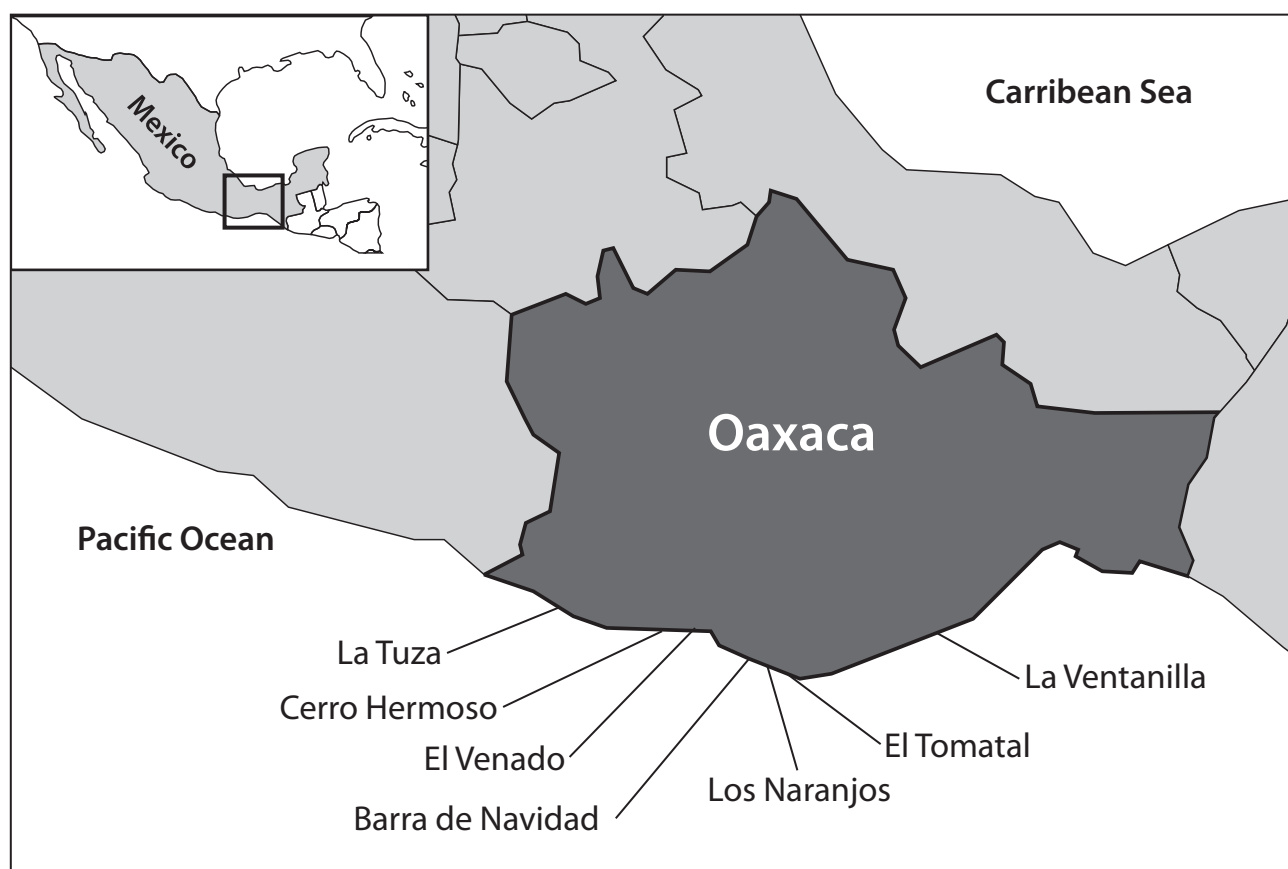 Mexico
Carribean Sea
Oaxaca
Pacific Ocean
La Tuza
Cerro Hermoso
El Venado
Barra de Navidad
Los Naranjos
El Tomatal
La Ventanilla